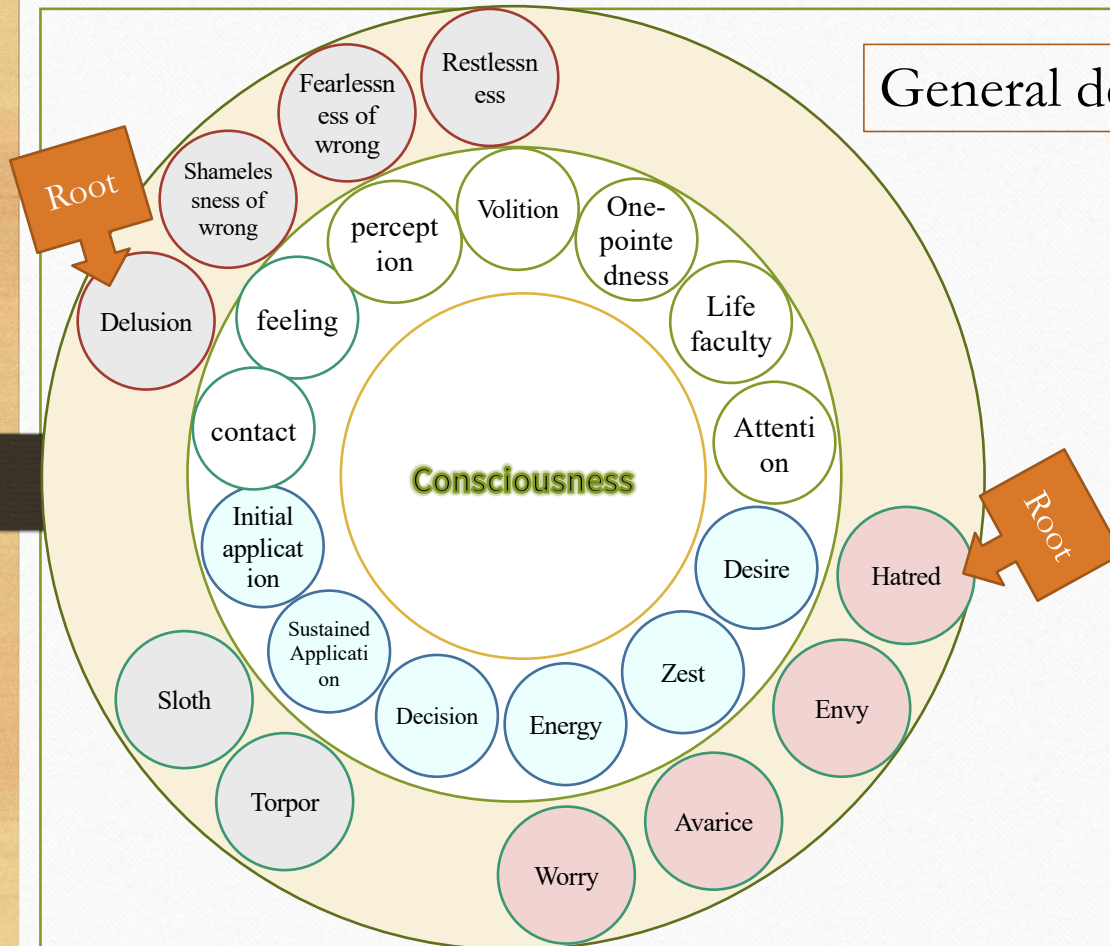 General de
Restlessn
ess
Fearlessn
ess of
wrong
Shameles
sness of
wrong
Root
Delusion
Volition
One-
pointe
dness
percept
ion
Life
faculty
feeling
contact
Attenti
on
Consciousness
Initial
applicat
ion
Sustained
Applicati
on
Decision
Energy
Zest
Desire
Root
Hatred
Envy
Avarice
Worry
Sloth
Torpor